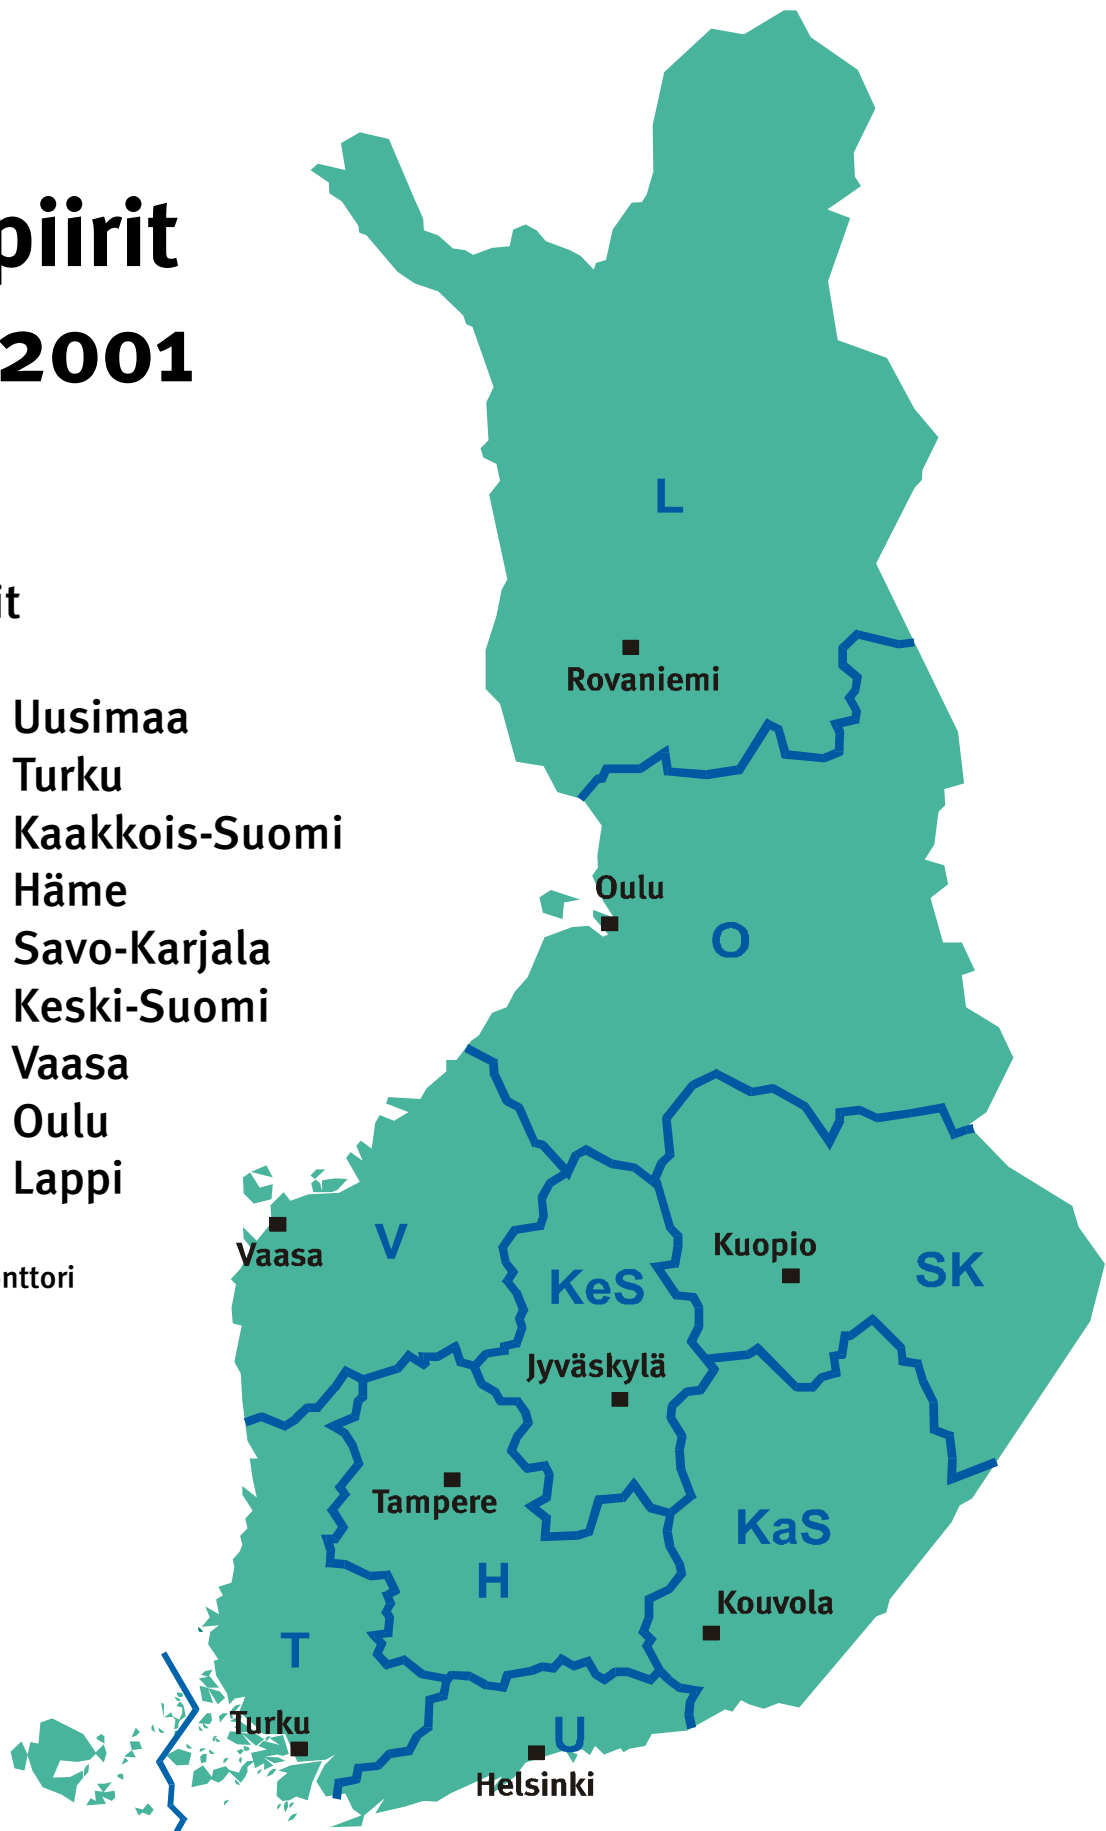 piirit
2001
it
Uusimaa
Turku
Kaakkois-Suomi
Häme
Savo-Karjala
Keski-Suomi
Vaasa
Oulu
Lappi
nttori
L
Rovaniemi
Oulu
O
V
Vaasa
Kuopio
SK
KeS
Jyväskylä
Tampere
KaS
H
Kouvola
T
Turku
U
Helsinki